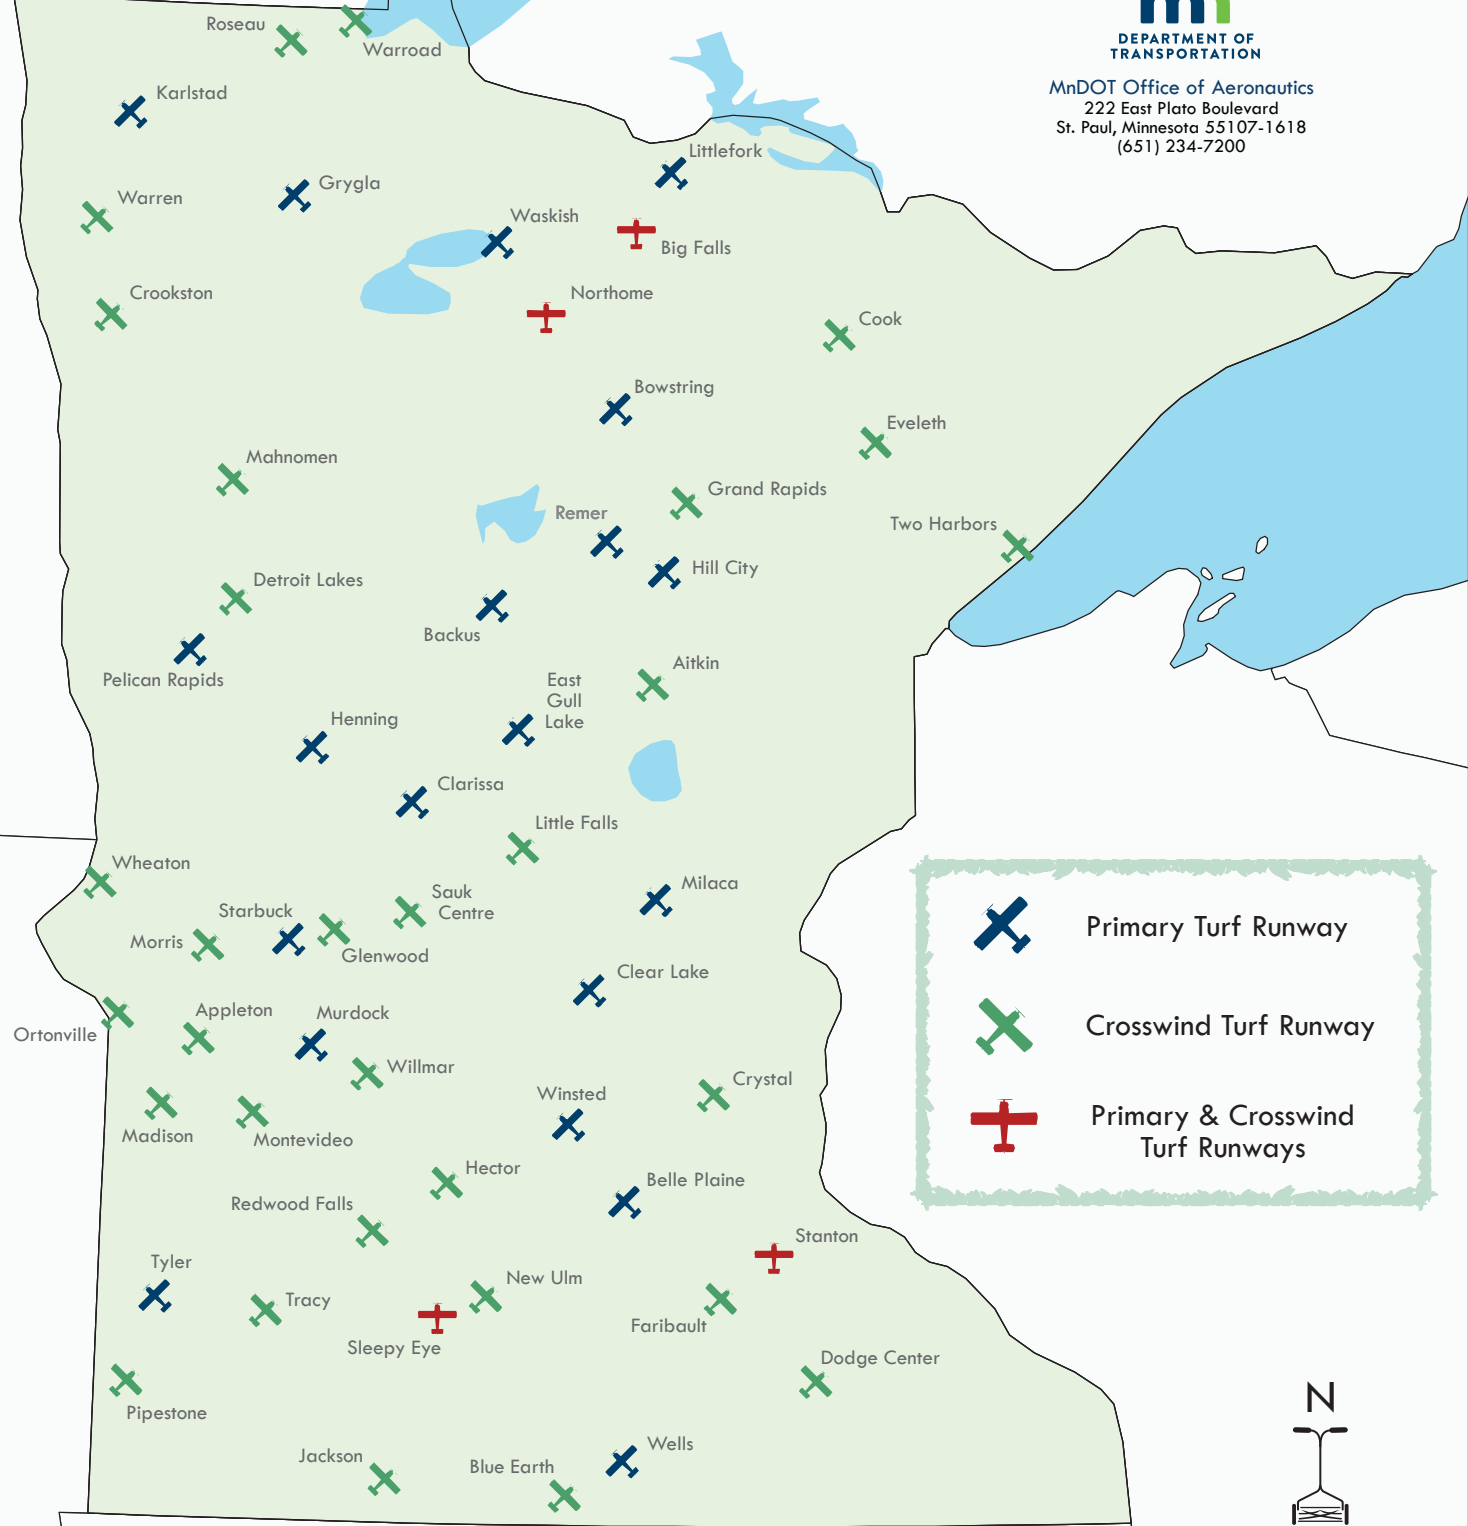 mn
DEPARTMENT OF
TRANSPORTATION
MnDOT Office of Aeronautics
222 East Plato Boulevard
St. Paul, Minnesota 55107-1618
(651) 234-7200
Roseau
Warroad
Karlstad
Littlefork
Grygla
Warren
Waskish
Big Falls
Crookston
Northome
Cook
Bowstring
Eveleth
Mahnomen
Grand Rapids
Remer
Two Harbors
Hill City
Detroit Lakes
Backus
Aitkin
Pelican Rapids
East
Gull
Lake
Henning
Clarissa
Little Falls
Wheaton
Milaca
Sauk
Centre
Starbuck
Morris
Glenwood
Clear Lake
Appleton
Murdock
Ortonville
Willmar
Crystal
Winsted
Madison
Montevideo
Hector
Belle Plaine
Redwood Falls
Stanton
Tyler
New Ulm
Tracy
Faribault
Sleepy Eye
Dodge Center
Pipestone
Wells
Jackson
Blue Earth
Primary Turf Runway
Crosswind Turf Runway
Primary & Crosswind
Turf Runways
N